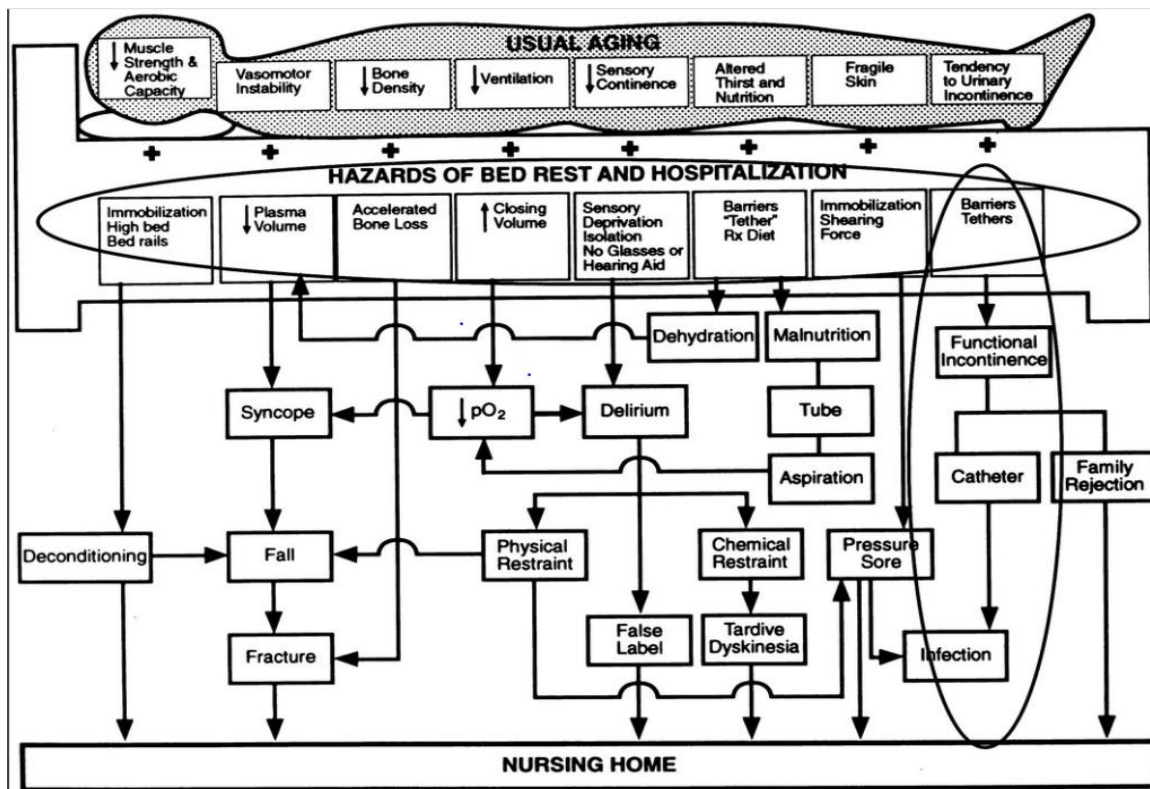 USUAL AGING
↓ Muscle
Strength &
Aerobic
Capacity
Vasomotor
Instability
↓ Bone
Density
↓ Ventilation
↓ Sensory
Continence
Altered
Thirst and
Nutrition
Fragile
Skin
Tendency
to Urinary
Incontinence
+ + + + + + + +
HAZARDS OF BED REST AND HOSPITALIZATION
Immobilization
High bed
Bed rails
↓ Plasma
Volume
Accelerated
Bone Loss
↑ Closing
Volume
Sensory
Deprivation
Isolation
No Glasses or
Hearing Aid
Barriers
"Tether"
Rx Diet
Immobilization
Shearing
Force
Barriers
Tethers
Dehydration
Malnutrition
Functional
Incontinence
Syncope
↓ pO₂
Delirium
Tube
Aspiration
Catheter
Family
Rejection
Deconditioning
Fall
Physical
Restraint
Chemical
Restraint
Pressure
Sore
Fracture
False
Label
Tardive
Dyskinesia
Infection
NURSING HOME